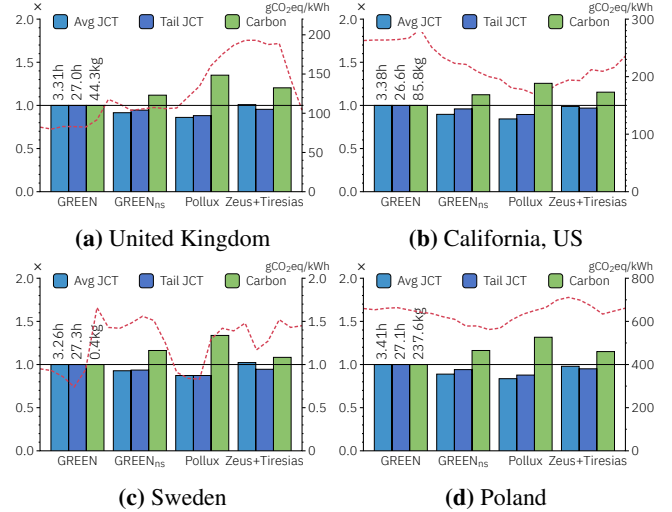 × gCO₂eq/kWh
2.0 Avg JCT Tail JCT Carbon 200
1.5 3.31h 27.0h 44.3kg 150
1.0 100
0.5 50
0.0 0
GREEN GREENns Pollux Zeus+Tiresias
(a) United Kingdom
× gCO₂eq/kWh
2.0 Avg JCT Tail JCT Carbon 300
1.5 3.38h 26.6h 85.8kg 200
1.0
0.5 100
0.0 0
GREEN GREENns Pollux Zeus+Tiresias
(b) California, US
× gCO₂eq/kWh
2.0 Avg JCT Tail JCT Carbon 2.0
1.5 3.26h 27.3h 0.4kg 1.5
1.0 1.0
0.5 0.5
0.0 0.0
GREEN GREENns Pollux Zeus+Tiresias
(c) Sweden
× gCO₂eq/kWh
2.0 Avg JCT Tail JCT Carbon 800
1.5 3.41h 27.1h 237.6kg 600
1.0 400
0.5 200
0.0 0
GREEN GREENns Pollux Zeus+Tiresias
(d) Poland